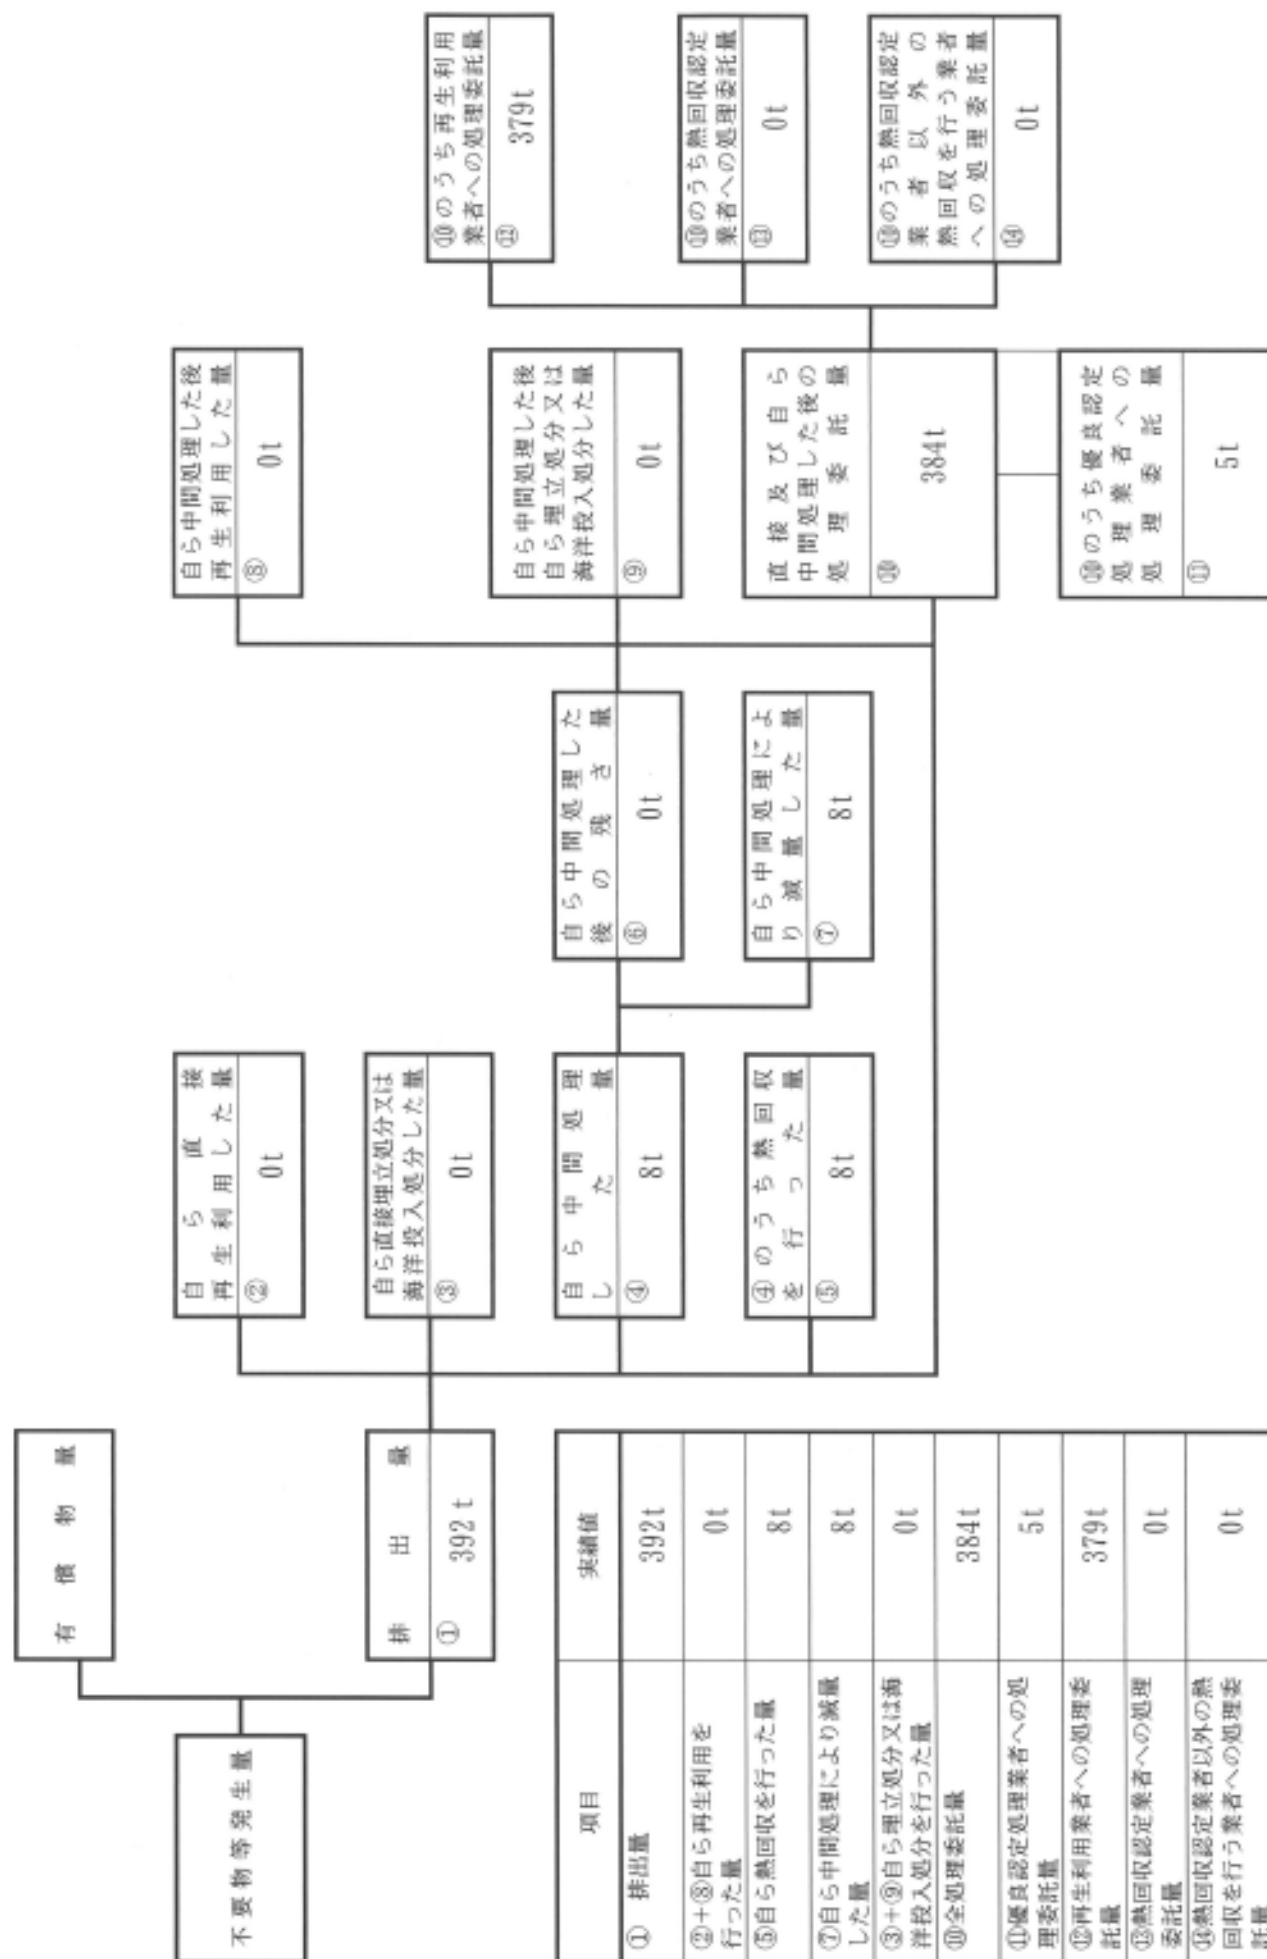 不要物等発生量
有償物量
排出量
①
392 t
自ら直接
再生利用した量
②
0t
自ら直接埋立処分又は
海洋投入処分した量
③
0t
自ら中間処理
した量
④
8t
④のうち熱回収
を行った量
⑤
8t
自ら中間処理した
後の残さ量
⑥
0t
自ら中間処理によ
り減量した量
⑦
8t
自ら中間処理した後
再生利用した量
⑧
0t
自ら中間処理した後
自ら埋立処分又は
海洋投入処分した量
⑨
0t
直接及び自ら
中間処理した後の
処理委託量
⑩
384t
⑩のうち優良認定
処理業者への
処理委託量
⑪
5t
⑩のうち再生利用
業者への処理委託量
⑫
379t
⑩のうち熱回収認定
業者への処理委託量
⑬
0t
⑩のうち熱回収認定
業者以外の
熱回収を行う業者
への処理委託量
⑭
0t
項目
実績値
① 排出量
392t
②＋⑧自ら再生利用を
行った量
0t
⑤自ら熱回収を行った量
8t
⑦自ら中間処理により減量
した量
8t
③＋⑨自ら埋立処分又は海
洋投入処分を行った量
0t
⑩全処理委託量
384t
⑪優良認定処理業者への処
理委託量
5t
⑫再生利用業者への処理委
託量
379t
⑬熱回収認定業者への処理
委託量
0t
⑭熱回収認定業者以外の熱
回収を行う業者への処理委
託量
0t